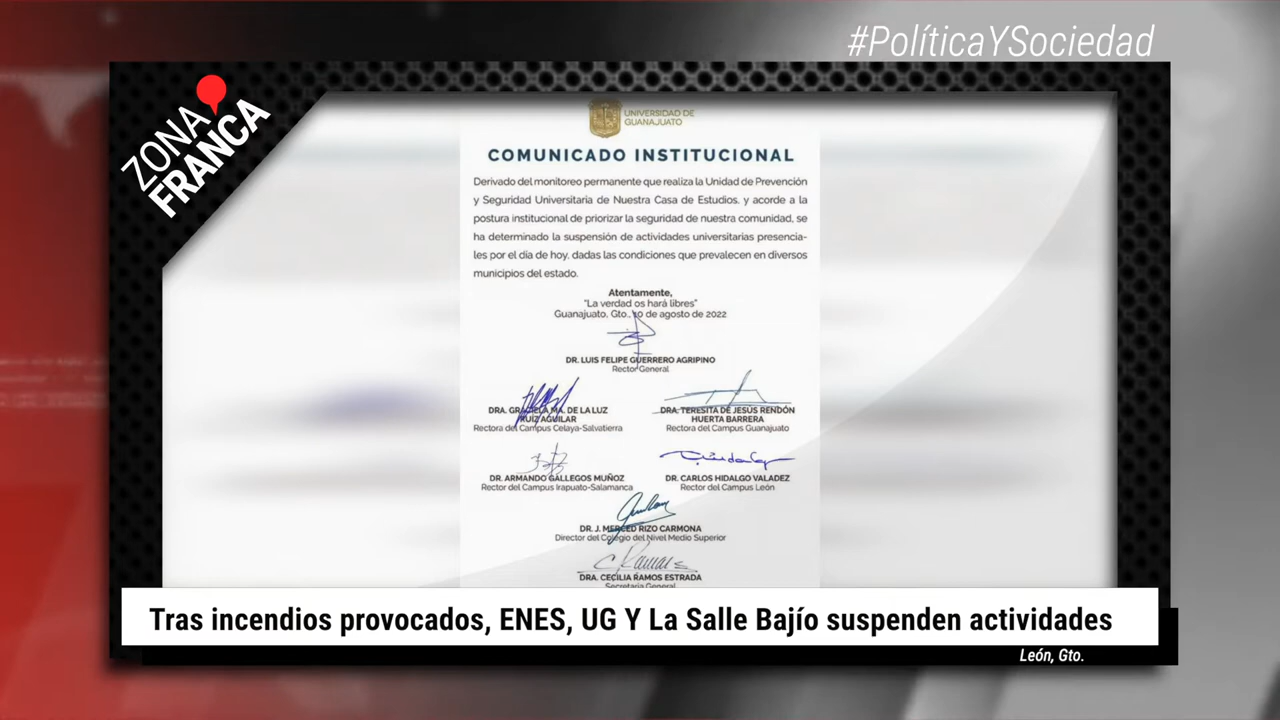 #PolíticaYSociedad
ZONA
FRANCA
UNIVERSIDAD DE
GUANAJUATO
COMUNICADO INSTITUCIONAL
Derivado del monitoreo permanente que realiza la Unidad de Prevención
y Seguridad Universitaria de Nuestra Casa de Estudios, y acorde a la
postura institucional de priorizar la seguridad de nuestra comunidad, se
ha determinado la suspensión de actividades universitarias presencia-
les por el día de hoy, dadas las condiciones que prevalecen en diversos
municipios del estado.
Atentamente,
"La verdad os hará libres"
Guanajuato, Gto., 10 de agosto de 2022
DR. LUIS FELIPE GUERRERO AGRIPINO
Rector General
DRA. GRACIELA MA. DE LA LUZ
RUIZ AGUILAR
Rectora del Campus Celaya-Salvatierra
DRA. TERESITA DE JESÚS RENDÓN
HUERTA BARRERA
Rectora del Campus Guanajuato
DR. ARMANDO GALLEGOS MUÑOZ
Rector del Campus Irapuato-Salamanca
DR. CARLOS HIDALGO VALADEZ
Rector del Campus León
DR. J. MERCED RIZO CARMONA
Director del Colegio del Nivel Medio Superior
DRA. CECILIA RAMOS ESTRADA
Secretaria General
Tras incendios provocados, ENES, UG Y La Salle Bajío suspenden actividades
León, Gto.